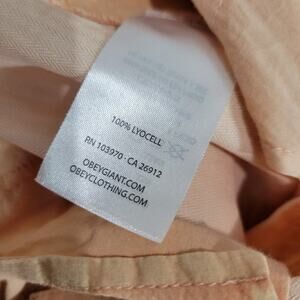 100% LYOCELL
RN 103970 · CA 26912
OBEYGIANT.COM
OBEYCLOTHING.COM